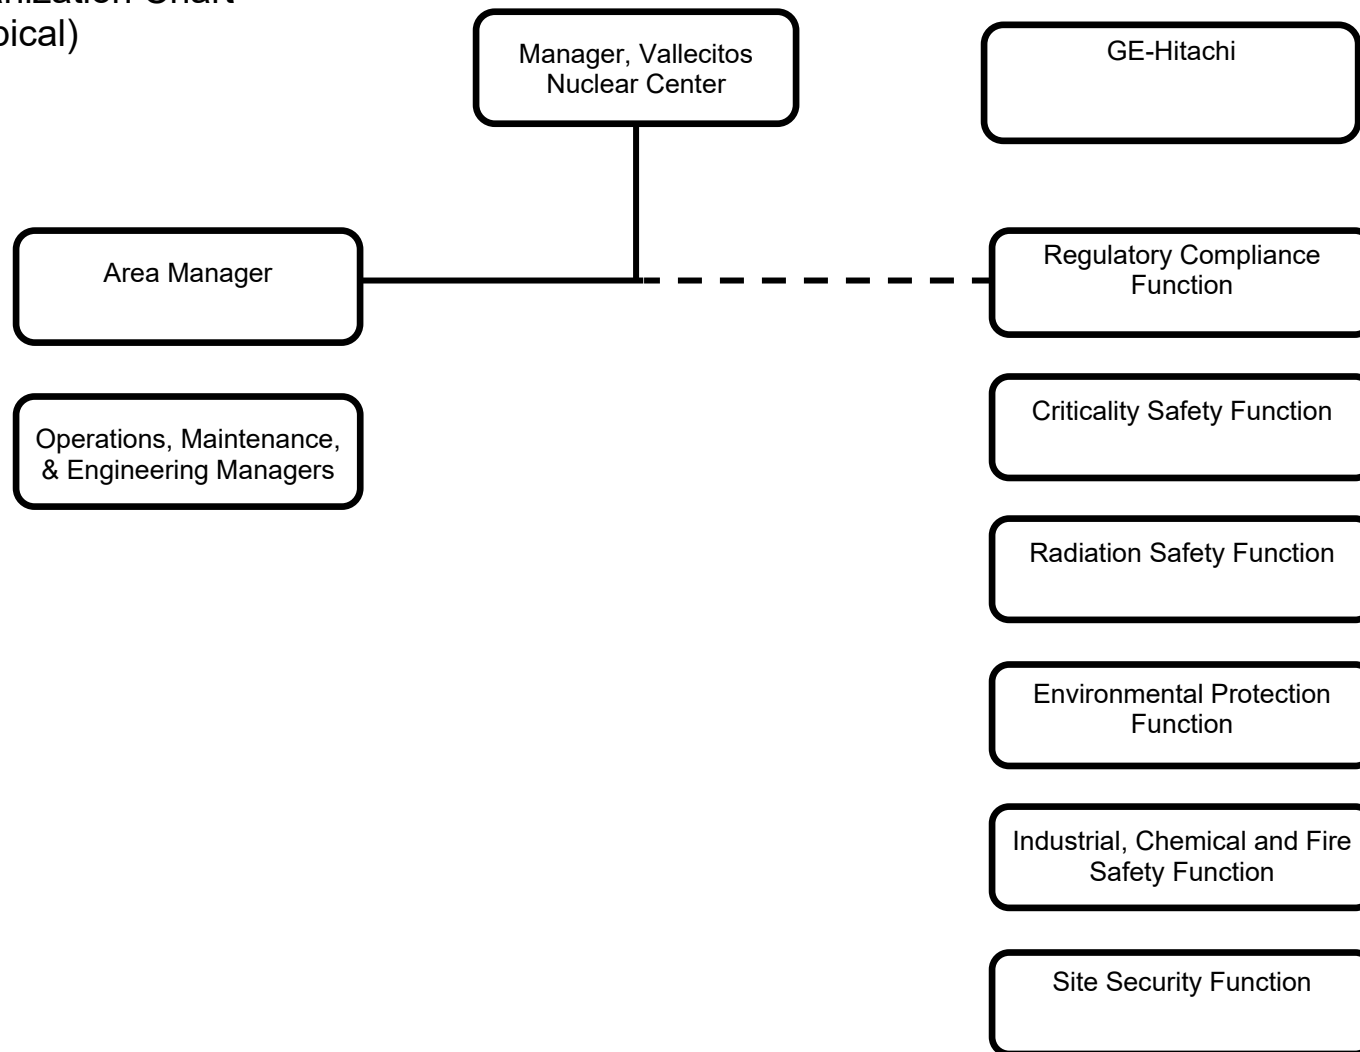 pical)
Manager, Vallecitos
Nuclear Center
GE-Hitachi
Area Manager
Regulatory Compliance
Function
Operations, Maintenance,
& Engineering Managers
Criticality Safety Function
Radiation Safety Function
Environmental Protection
Function
Industrial, Chemical and Fire
Safety Function
Site Security Function